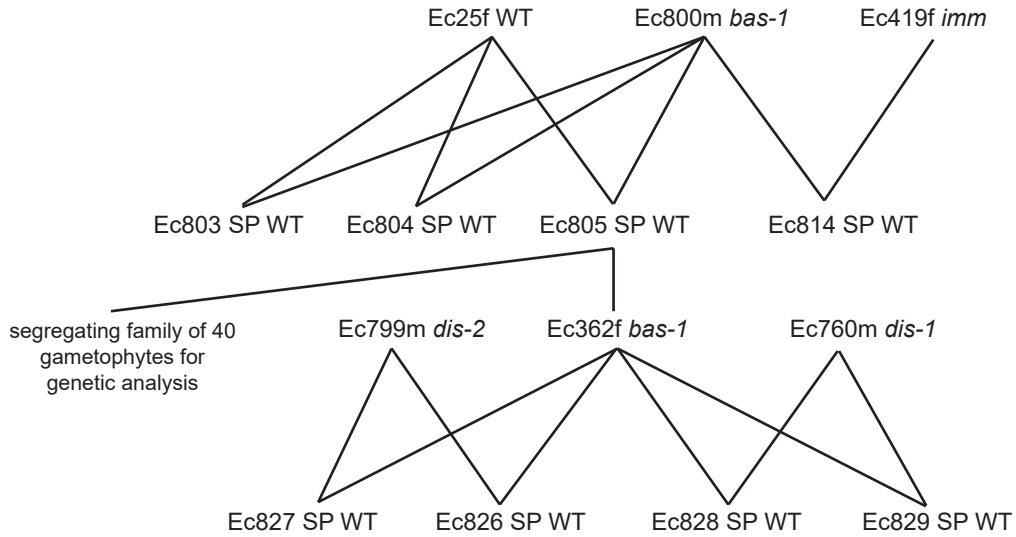 Ec25f WT
Ec800m bas-1
Ec419f imm
Ec803 SP WT
Ec804 SP WT
Ec805 SP WT
Ec814 SP WT
segregating family of 40
gametophytes for
genetic analysis
Ec799m dis-2
Ec362f bas-1
Ec760m dis-1
Ec827 SP WT
Ec826 SP WT
Ec828 SP WT
Ec829 SP WT